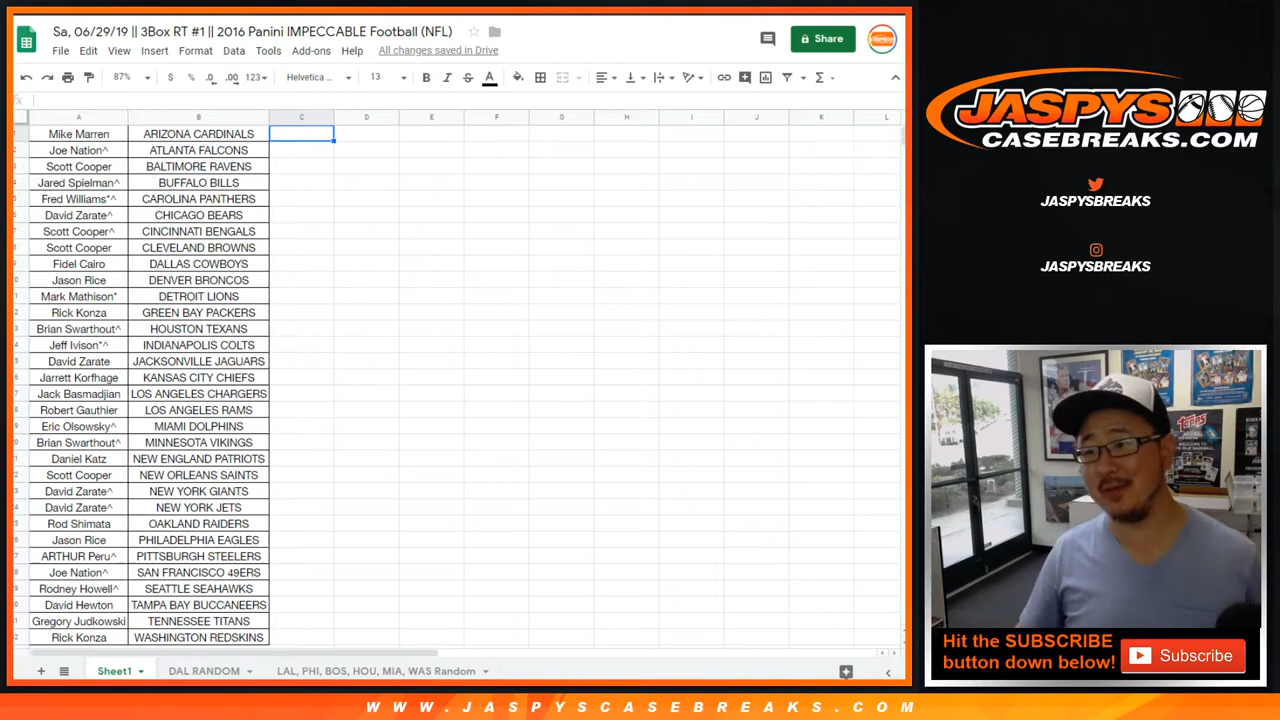 Sa, 06/29/19 || 3Box RT #1 || 2016 Panini IMPECCABLE Football (NFL)
File Edit View Insert Format Data Tools Add-ons Help All changes saved in Drive
Share
87% $ % .0 .00 123 Helvetica ... 13 B I S A
fx
A B C D E F G H I J K L
Mike Marren ARIZONA CARDINALS
Joe Nation^ ATLANTA FALCONS
Scott Cooper BALTIMORE RAVENS
Jared Spielman^ BUFFALO BILLS
Fred Williams*^ CAROLINA PANTHERS
David Zarate^ CHICAGO BEARS
Scott Cooper^ CINCINNATI BENGALS
Scott Cooper CLEVELAND BROWNS
Fidel Cairo DALLAS COWBOYS
Jason Rice DENVER BRONCOS
Mark Mathison* DETROIT LIONS
Rick Konza GREEN BAY PACKERS
Brian Swarthout^ HOUSTON TEXANS
Jeff Ivison*^ INDIANAPOLIS COLTS
David Zarate JACKSONVILLE JAGUARS
Jarrett Korfhage KANSAS CITY CHIEFS
Jack Basmadjian LOS ANGELES CHARGERS
Robert Gauthier LOS ANGELES RAMS
Eric Olsowsky^ MIAMI DOLPHINS
Brian Swarthout^ MINNESOTA VIKINGS
Daniel Katz NEW ENGLAND PATRIOTS
Scott Cooper NEW ORLEANS SAINTS
David Zarate^ NEW YORK GIANTS
David Zarate^ NEW YORK JETS
Rod Shimata OAKLAND RAIDERS
Jason Rice PHILADELPHIA EAGLES
ARTHUR Peru^ PITTSBURGH STEELERS
Joe Nation^ SAN FRANCISCO 49ERS
Rodney Howell^ SEATTLE SEAHAWKS
David Hewton TAMPA BAY BUCCANEERS
Gregory Judkowski TENNESSEE TITANS
Rick Konza WASHINGTON REDSKINS
Sheet1 DAL RANDOM LAL, PHI, BOS, HOU, MIA, WAS Random
JASPYS
CASEBREAKS.COM
JASPYSBREAKS
JASPYSBREAKS
topps
Hit the SUBSCRIBE
button down below!
Subscribe
WWW.JASPYSCASEBREAKS.COM